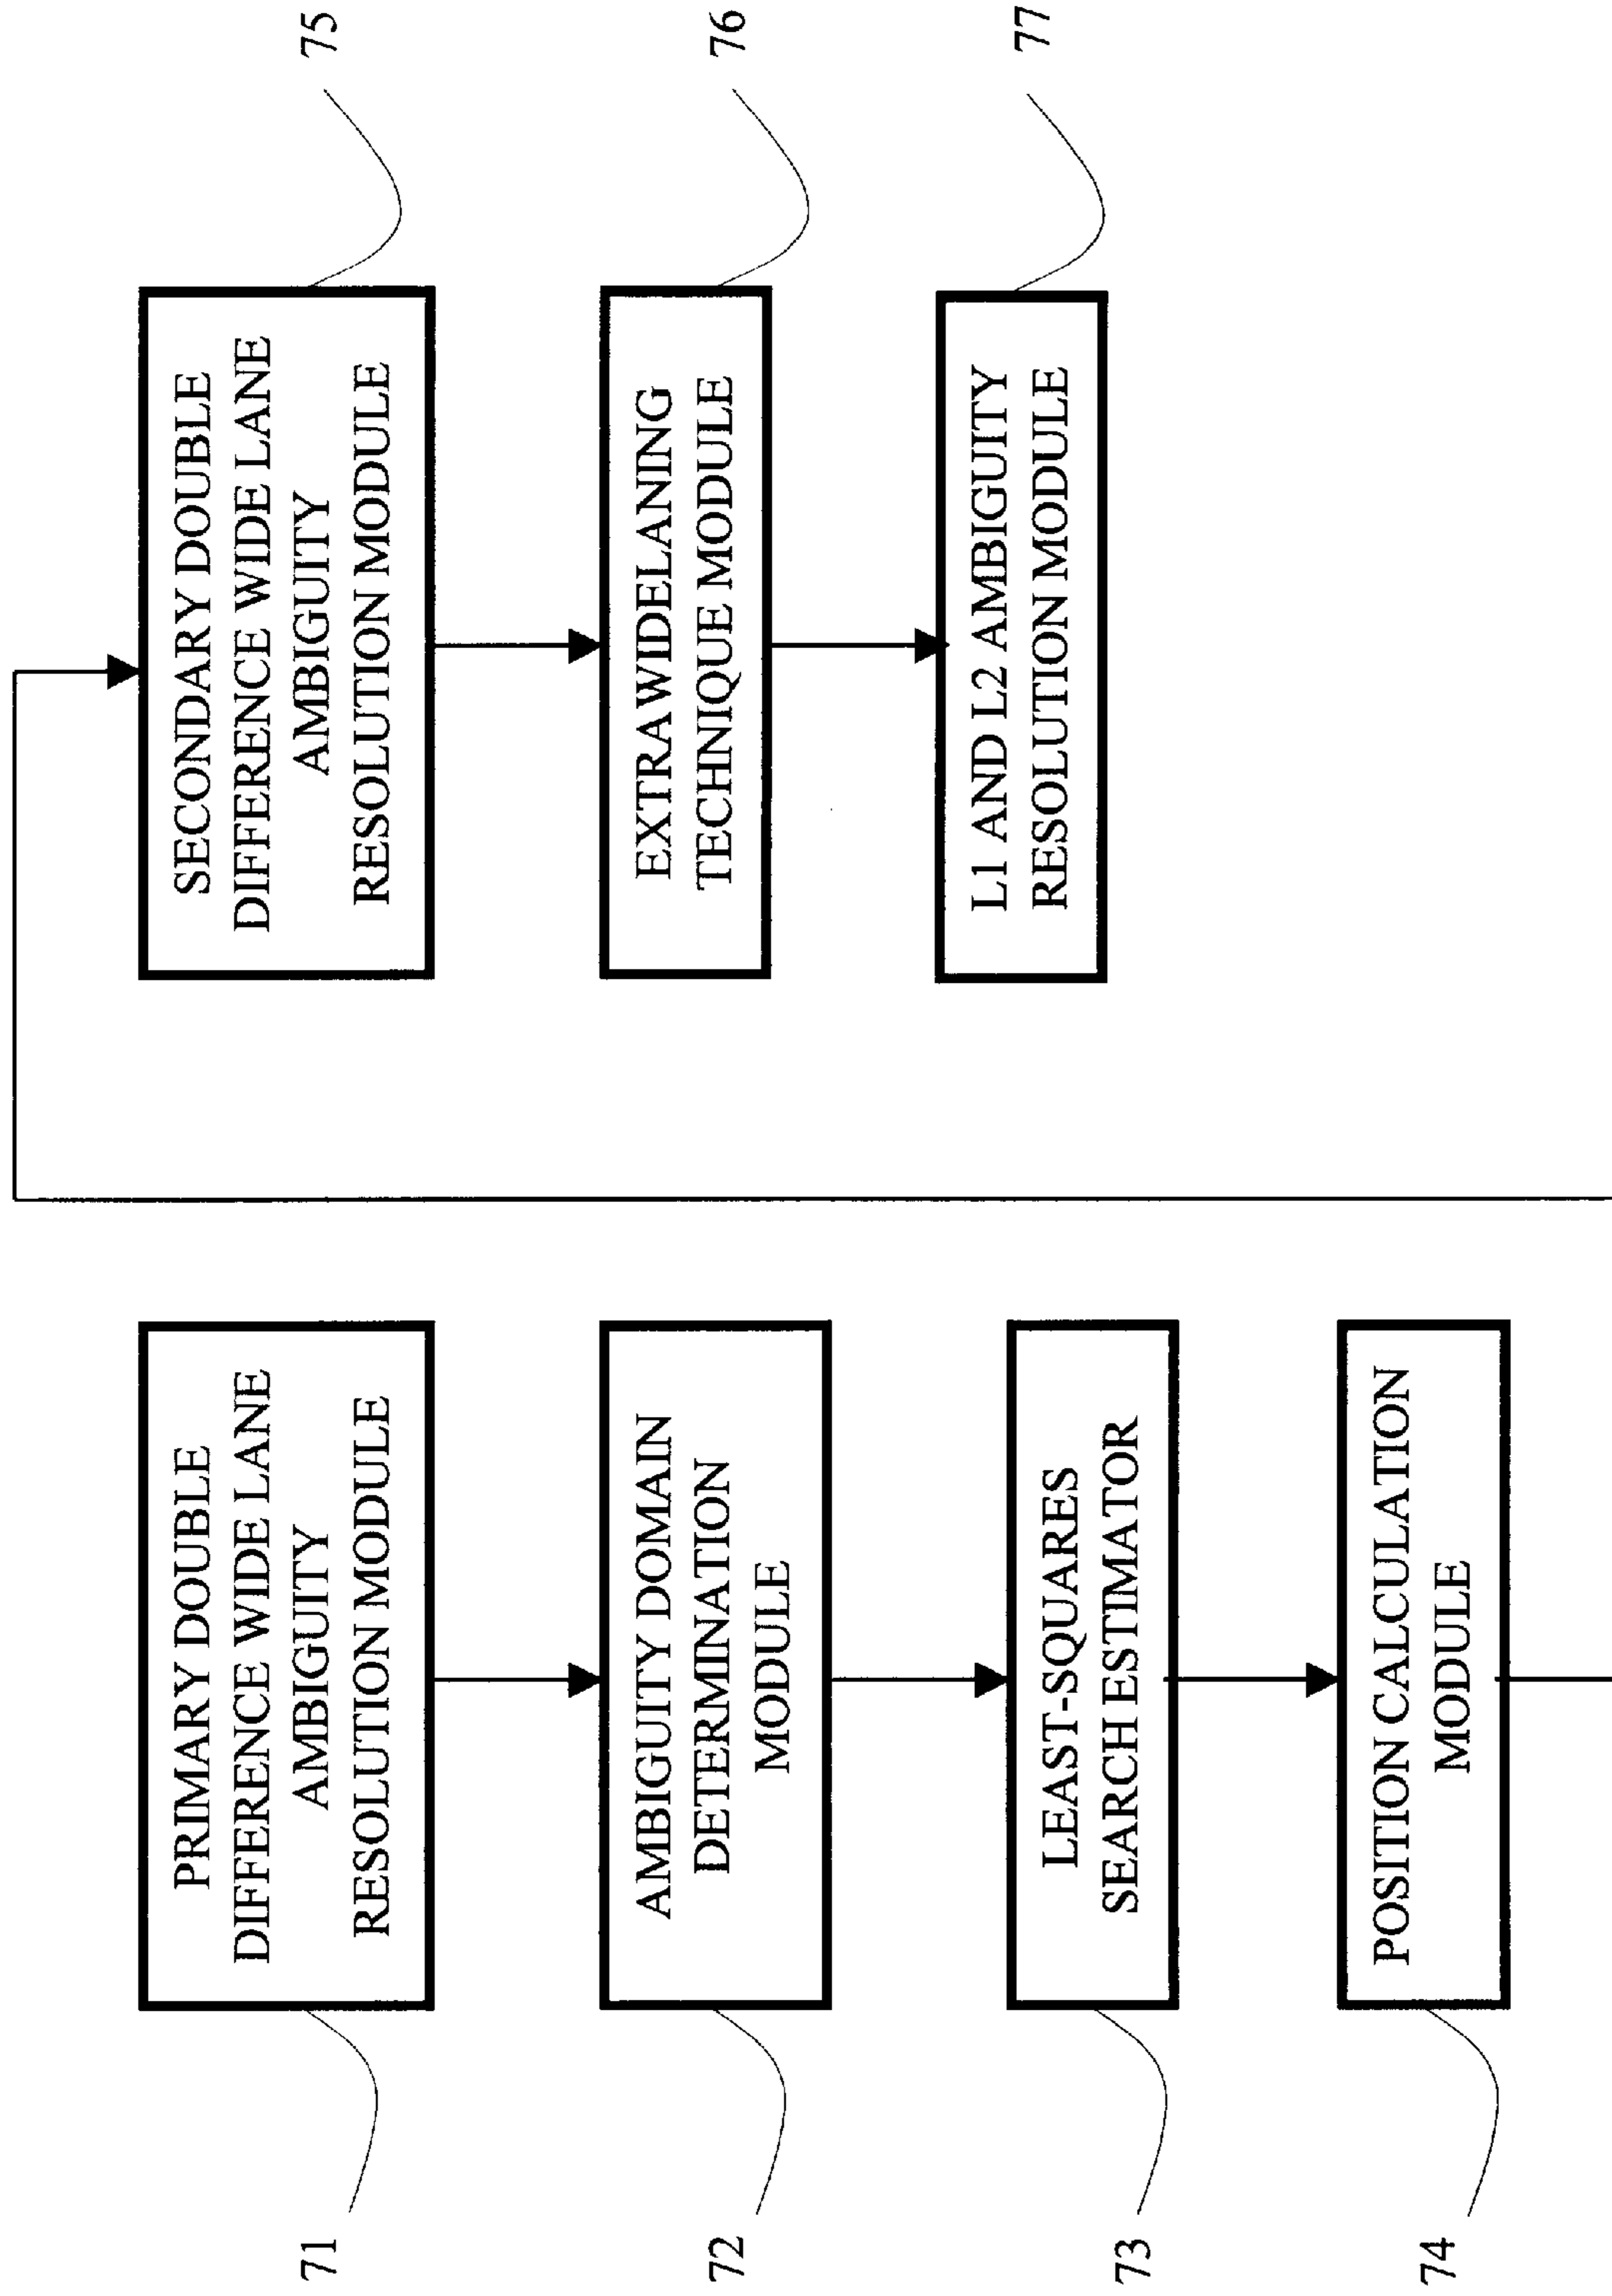 71
PRIMARY DOUBLE
DIFFERENCE WIDE LANE
AMBIGUITY
RESOLUTION MODULE
72
AMBIGUITY DOMAIN
DETERMINATION
MODULE
73
LEAST-SQUARES
SEARCH ESTIMATOR
74
POSITION CALCULATION
MODULE
SECONDARY DOUBLE
DIFFERENCE WIDE LANE
AMBIGUITY
RESOLUTION MODULE
75
EXTRAWIDELANING
TECHNIQUE MODULE
76
L1 AND L2 AMBIGUITY
RESOLUTION MODULE
77